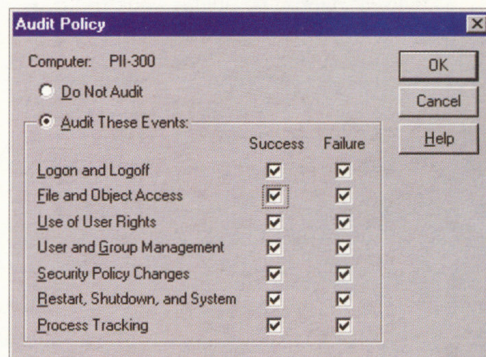 Audit Policy
Computer: PII-300
OK
Do Not Audit
Cancel
Audit These Events:
Help
Success Failure
Logon and Logoff
File and Object Access
Use of User Rights
User and Group Management
Security Policy Changes
Restart, Shutdown, and System
Process Tracking